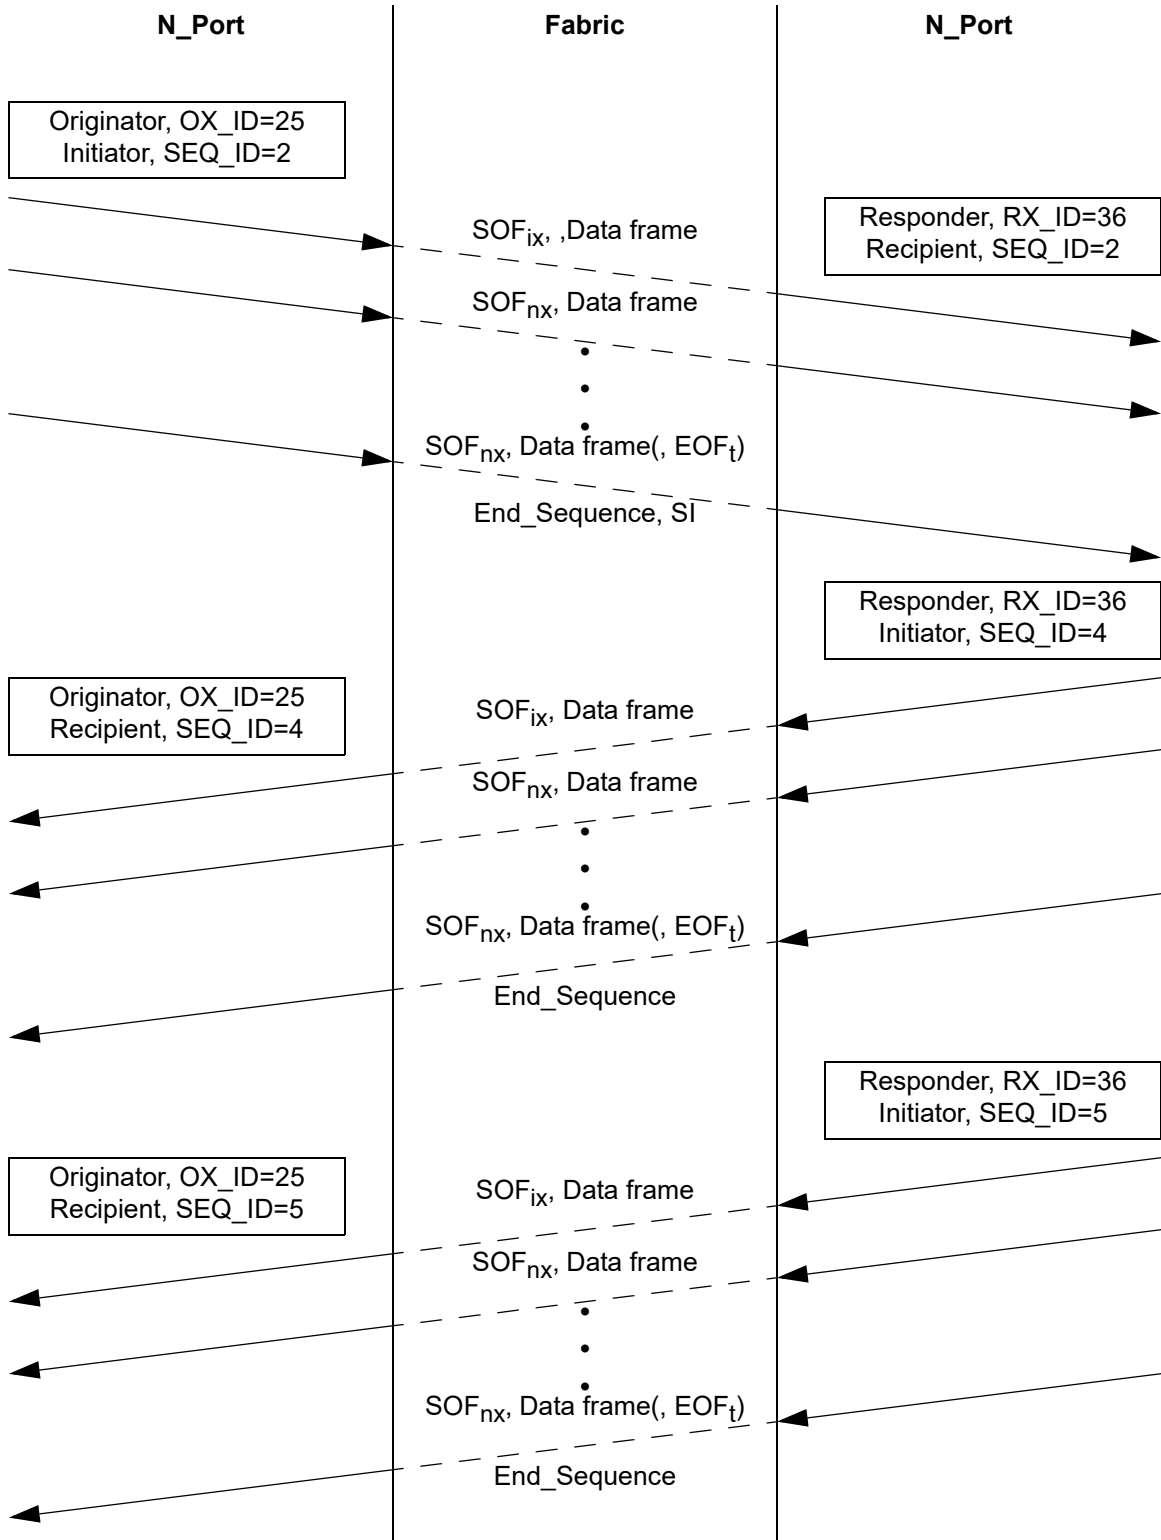 N_Port Fabric N_Port
Originator, OX_ID=25
Initiator, SEQ_ID=2
SOFix, ,Data frame
Responder, RX_ID=36
Recipient, SEQ_ID=2
SOFnx, Data frame
SOFnx, Data frame(, EOFt)
End_Sequence, SI
Responder, RX_ID=36
Initiator, SEQ_ID=4
Originator, OX_ID=25
Recipient, SEQ_ID=4
SOFix, Data frame
SOFnx, Data frame
SOFnx, Data frame(, EOFt)
End_Sequence
Responder, RX_ID=36
Initiator, SEQ_ID=5
Originator, OX_ID=25
Recipient, SEQ_ID=5
SOFix, Data frame
SOFnx, Data frame
SOFnx, Data frame(, EOFt)
End_Sequence